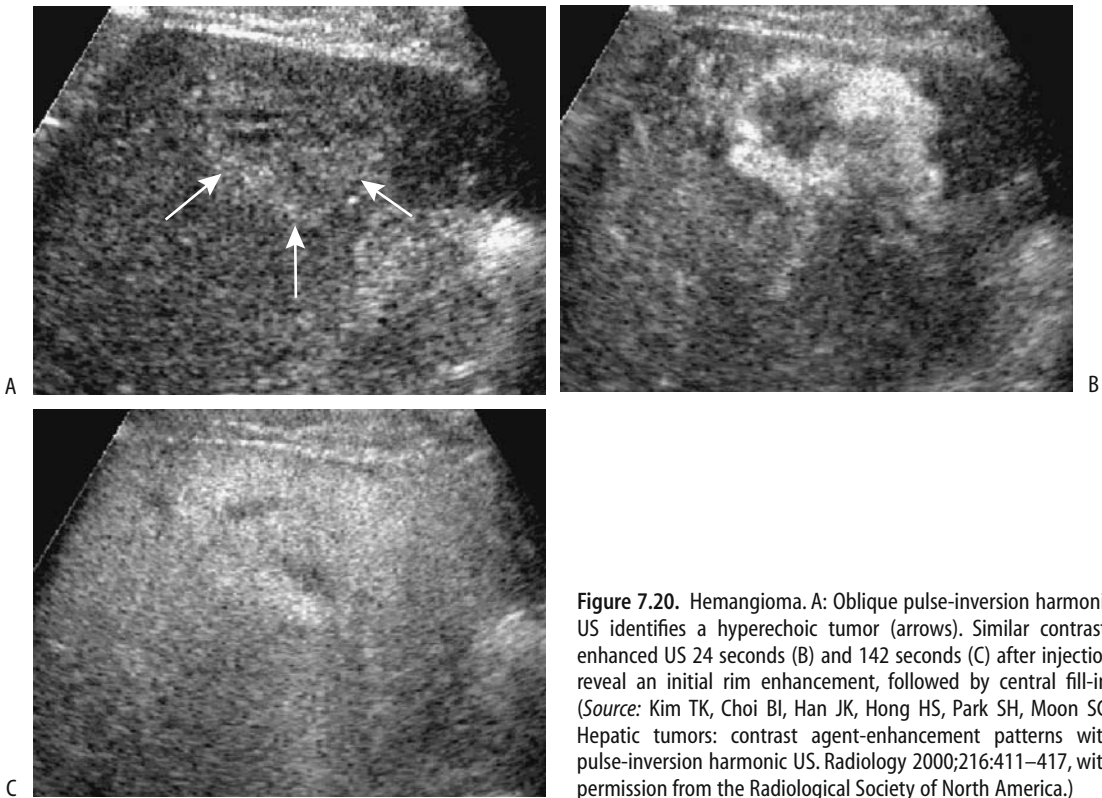 A
B
C
Figure 7.20. Hemangioma. A: Oblique pulse-inversion harmoni
US identifies a hyperechoic tumor (arrows). Similar contras
enhanced US 24 seconds (B) and 142 seconds (C) after injectio
reveal an initial rim enhancement, followed by central fill-i
(Source: Kim TK, Choi BI, Han JK, Hong HS, Park SH, Moon S
Hepatic tumors: contrast agent-enhancement patterns wit
pulse-inversion harmonic US. Radiology 2000;216:411–417, wit
permission from the Radiological Society of North America.)